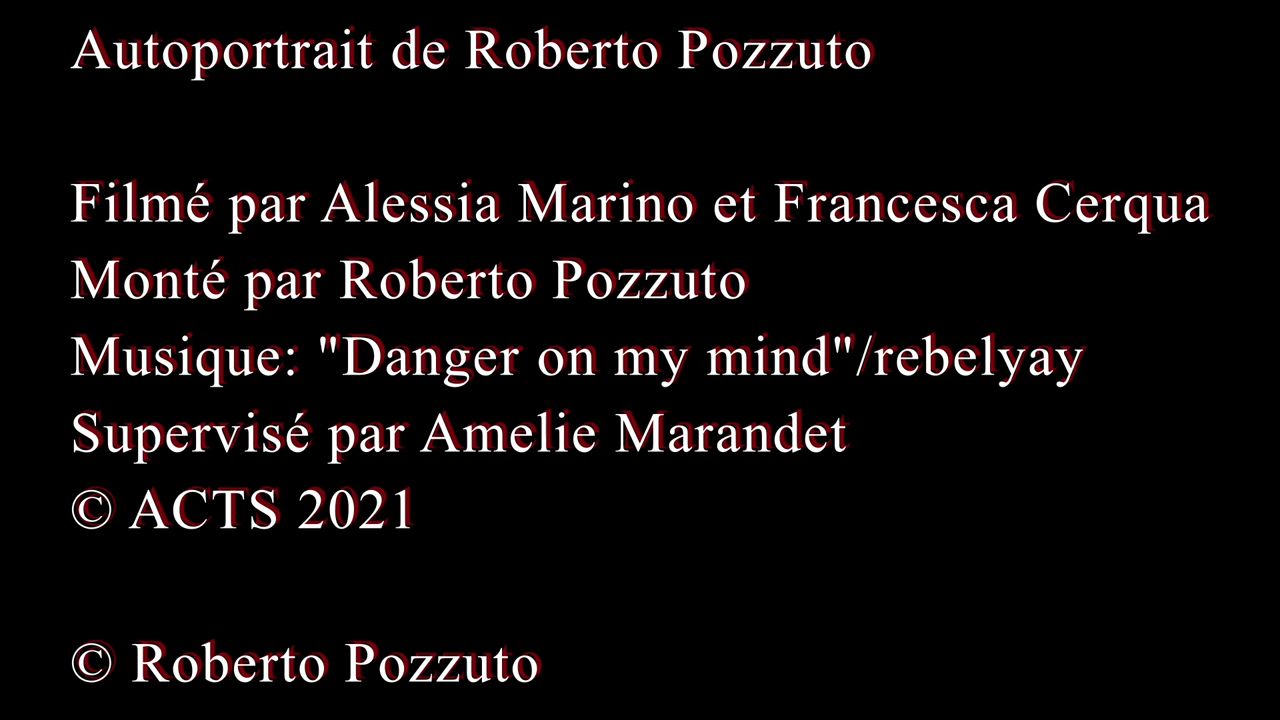 Autoportrait de Roberto Pozzuto
Filmé par Alessia Marino et Francesca Cerqua
Monté par Roberto Pozzuto
Musique: "Danger on my mind"/rebelyay
Supervisé par Amelie Marandet
© ACTS 2021
© Roberto Pozzuto